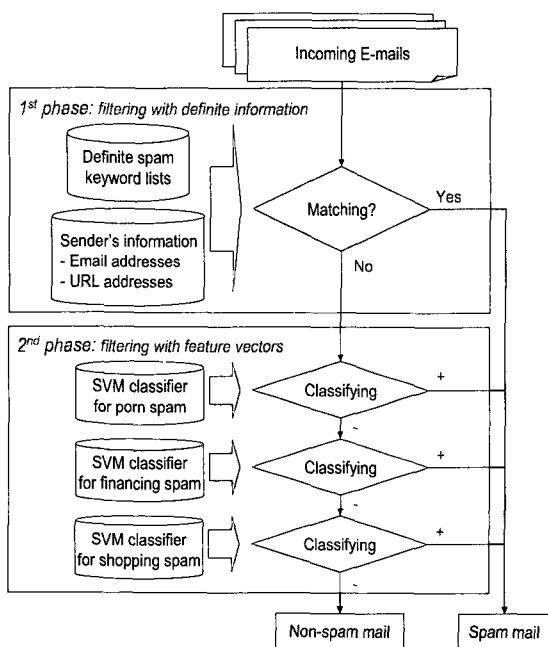 Incoming E-mails
1st phase: filtering with definite information
Definite spam
keyword lists
Matching?
Yes
Sender's information
- Email addresses
- URL addresses
No
2nd phase: filtering with feature vectors
SVM classifier
for porn spam
Classifying
+
-
SVM classifier
for financing spam
Classifying
+
-
SVM classifier
for shopping spam
Classifying
+
-
Non-spam mail
Spam mail